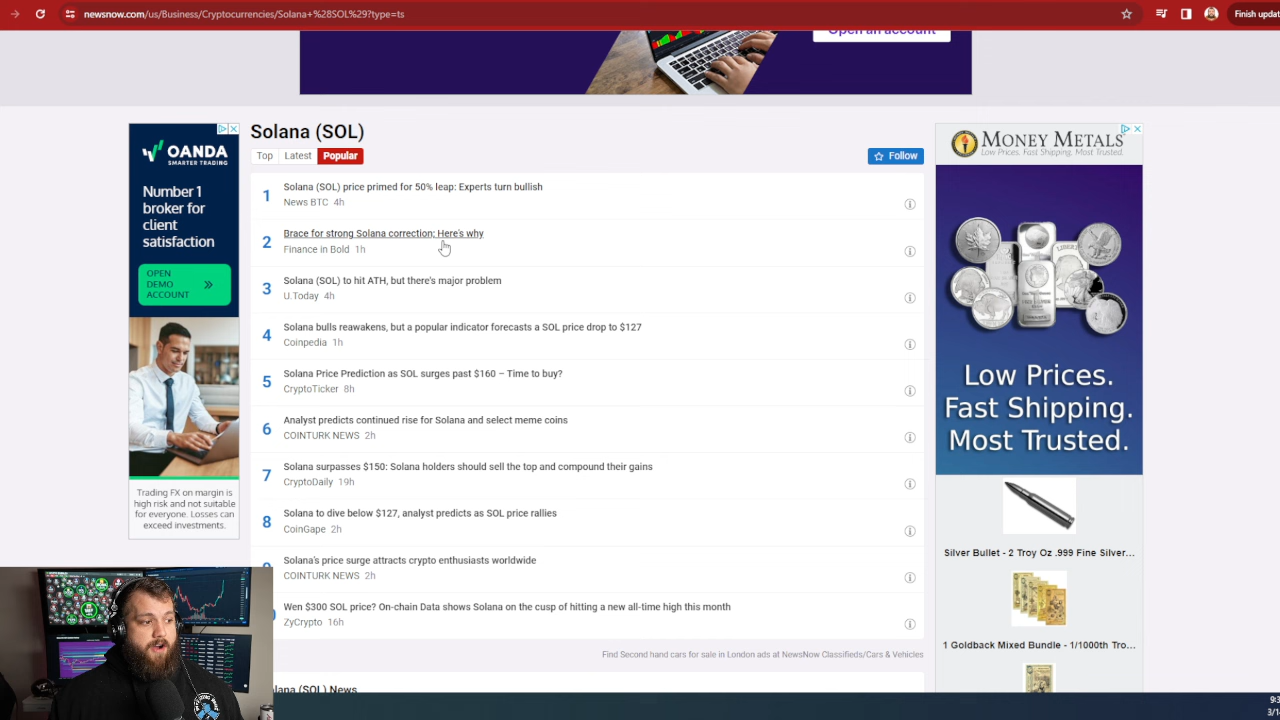 newsnow.com/us/Business/Cryptocurrencies/Solana+%28SOL%29?type=ts
Finish upda
Open an account
OANDA
SMARTER TRADING
Number 1
broker for
client
satisfaction
OPEN
DEMO
ACCOUNT
Trading FX on margin is
high risk and not suitable
for everyone. Losses can
exceed investments.
Solana (SOL)
Top Latest Popular
Follow
1
Solana (SOL) price primed for 50% leap: Experts turn bullish
News BTC 4h
2
Brace for strong Solana correction; Here's why
Finance in Bold 1h
3
Solana (SOL) to hit ATH, but there's major problem
U.Today 4h
4
Solana bulls reawakens, but a popular indicator forecasts a SOL price drop to $127
Coinpedia 1h
5
Solana Price Prediction as SOL surges past $160 – Time to buy?
CryptoTicker 8h
6
Analyst predicts continued rise for Solana and select meme coins
COINTURK NEWS 2h
7
Solana surpasses $150: Solana holders should sell the top and compound their gains
CryptoDaily 19h
8
Solana to dive below $127, analyst predicts as SOL price rallies
CoinGape 2h
Solana's price surge attracts crypto enthusiasts worldwide
COINTURK NEWS 2h
Wen $300 SOL price? On-chain Data shows Solana on the cusp of hitting a new all-time high this month
ZyCrypto 16h
Find Second hand cars for sale in London ads at NewsNow Classifieds/Cars & Vehicles
lana (SOL) News
MONEY METALS
Low Prices. Fast Shipping. Most Trusted.
Low Prices.
Fast Shipping.
Most Trusted.
Silver Bullet - 2 Troy Oz .999 Fine Silver...
1 Goldback Mixed Bundle - 1/1000th Tro...
9:3
3/1